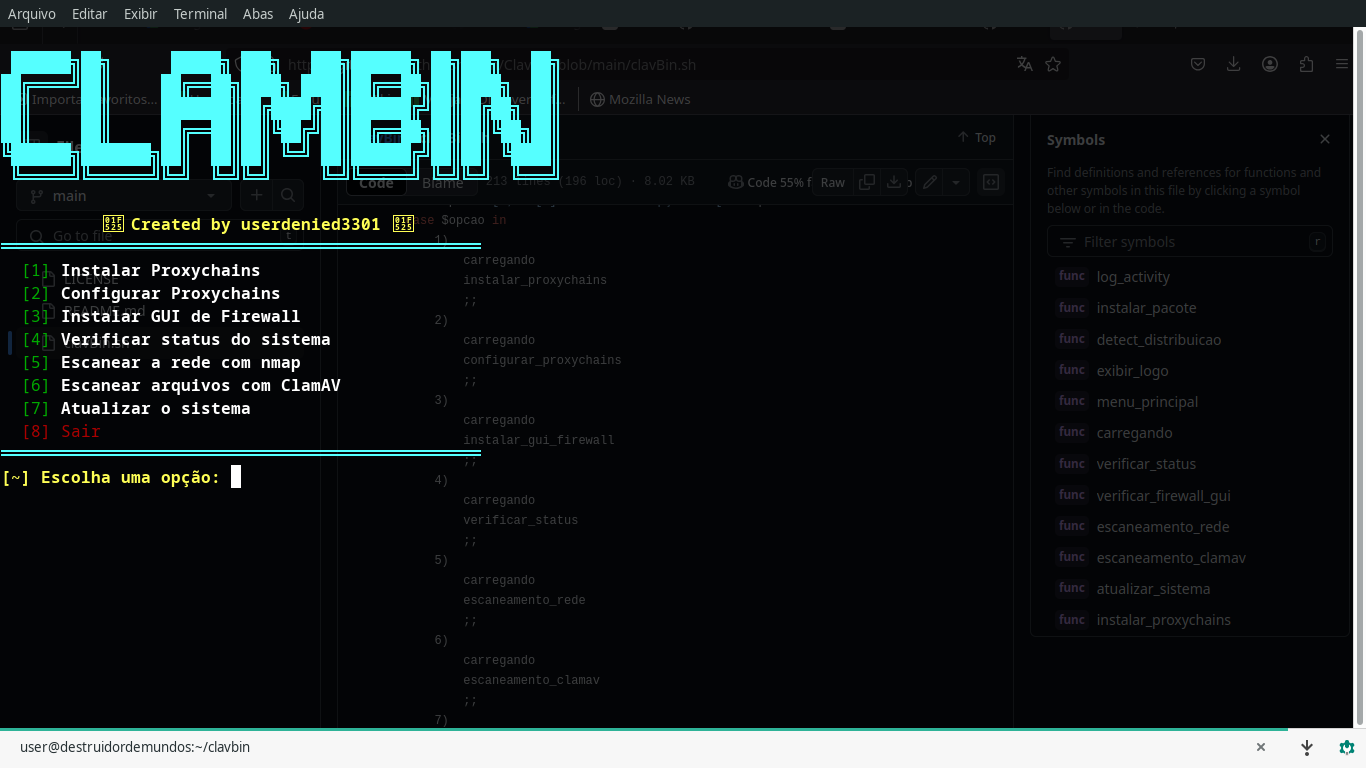 Arquivo Editar Exibir Terminal Abas Ajuda
CLAMBIN
blob/main/clavBin.sh
Mozilla News
Top
Symbols
main
Code Blame 213 lines (196 loc) · 8.02 KB Code 55% f Raw
Find definitions and references for functions and
other symbols in this file by clicking a symbol
below or in the code.
Go to file t
Filter symbols r
Created by userdenied3301
[1] Instalar Proxychains
[2] Configurar Proxychains
[3] Instalar GUI de Firewall
[4] Verificar status do sistema
[5] Escanear a rede com nmap
[6] Escanear arquivos com ClamAV
[7] Atualizar o sistema
[8] Sair
[~] Escolha uma opção:
LICENSE
README.md
$opcao in
1)
carregando
instalar_proxychains
;;
2)
carregando
configurar_proxychains
;;
3)
carregando
instalar_gui_firewall
;;
4)
carregando
verificar_status
;;
5)
carregando
escaneamento_rede
;;
6)
carregando
escaneamento_clamav
;;
7)
func log_activity
func instalar_pacote
func detect_distribuicao
func exibir_logo
func menu_principal
func carregando
func verificar_status
func verificar_firewall_gui
func escaneamento_rede
func escaneamento_clamav
func atualizar_sistema
func instalar_proxychains
user@destruidordemundos:~/clavbin